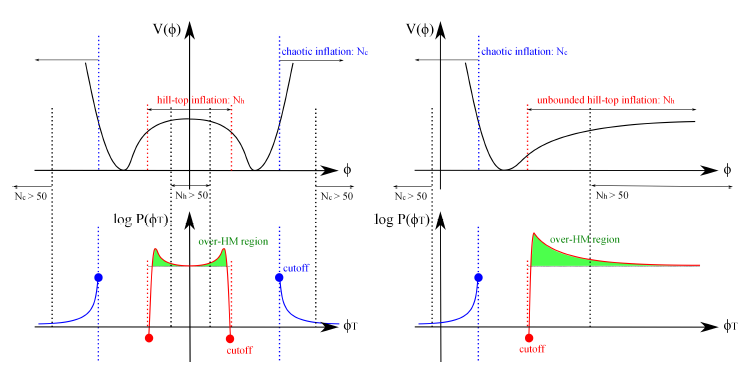 V(ϕ)
chaotic inflation: Nc
hill-top inflation: Nh
ϕ
Nc > 50
Nh > 50
Nc > 50
log P(ϕT)
over-HM region
cutoff
cutoff
ϕT
V(ϕ)
chaotic inflation: Nc
unbounded hill-top inflation: Nh
ϕ
Nc > 50
Nh > 50
log P(ϕT)
over-HM region
cutoff
ϕT